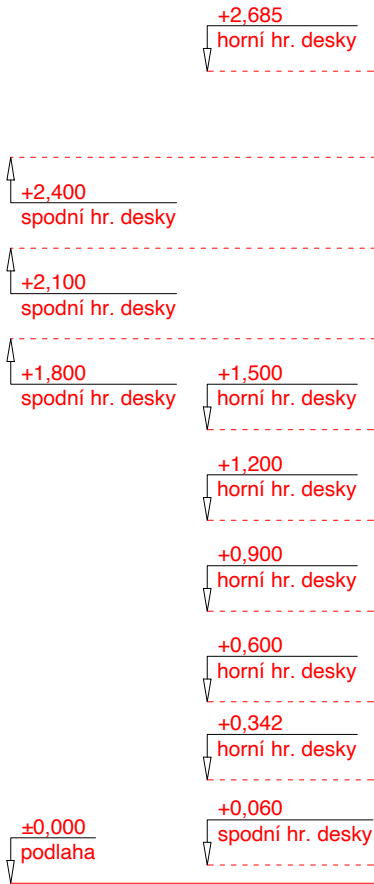 +2,685
horní hr. desky
+2,400
spodní hr. desky
+2,100
spodní hr. desky
+1,800
spodní hr. desky
+1,500
horní hr. desky
+1,200
horní hr. desky
+0,900
horní hr. desky
+0,600
horní hr. desky
+0,342
horní hr. desky
+0,060
spodní hr. desky
±0,000
podlaha